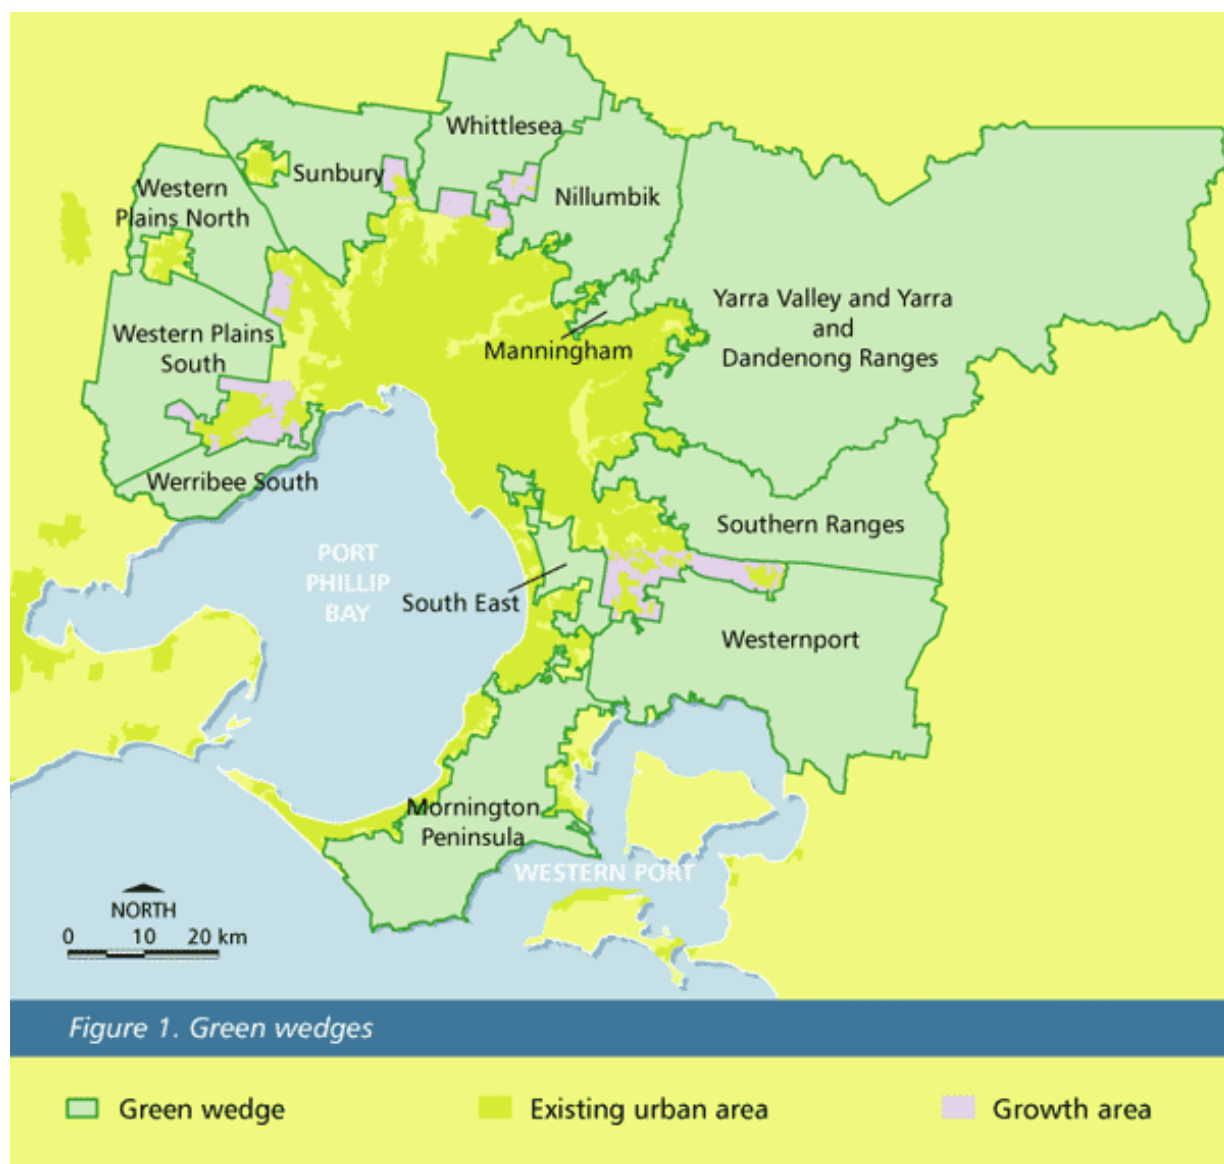 Whittlesea
Sunbury
Western
Plains North
Nillumbik
Yarra Valley and Yarra
and
Dandenong Ranges
Western Plains
South
Manningham
Werribee South
Southern Ranges
PORT
PHILLIP
BAY
South East
Westernport
Mornington
Peninsula
WESTERN PORT
NORTH
0 10 20 km
Figure 1. Green wedges
Green wedge
Existing urban area
Growth area